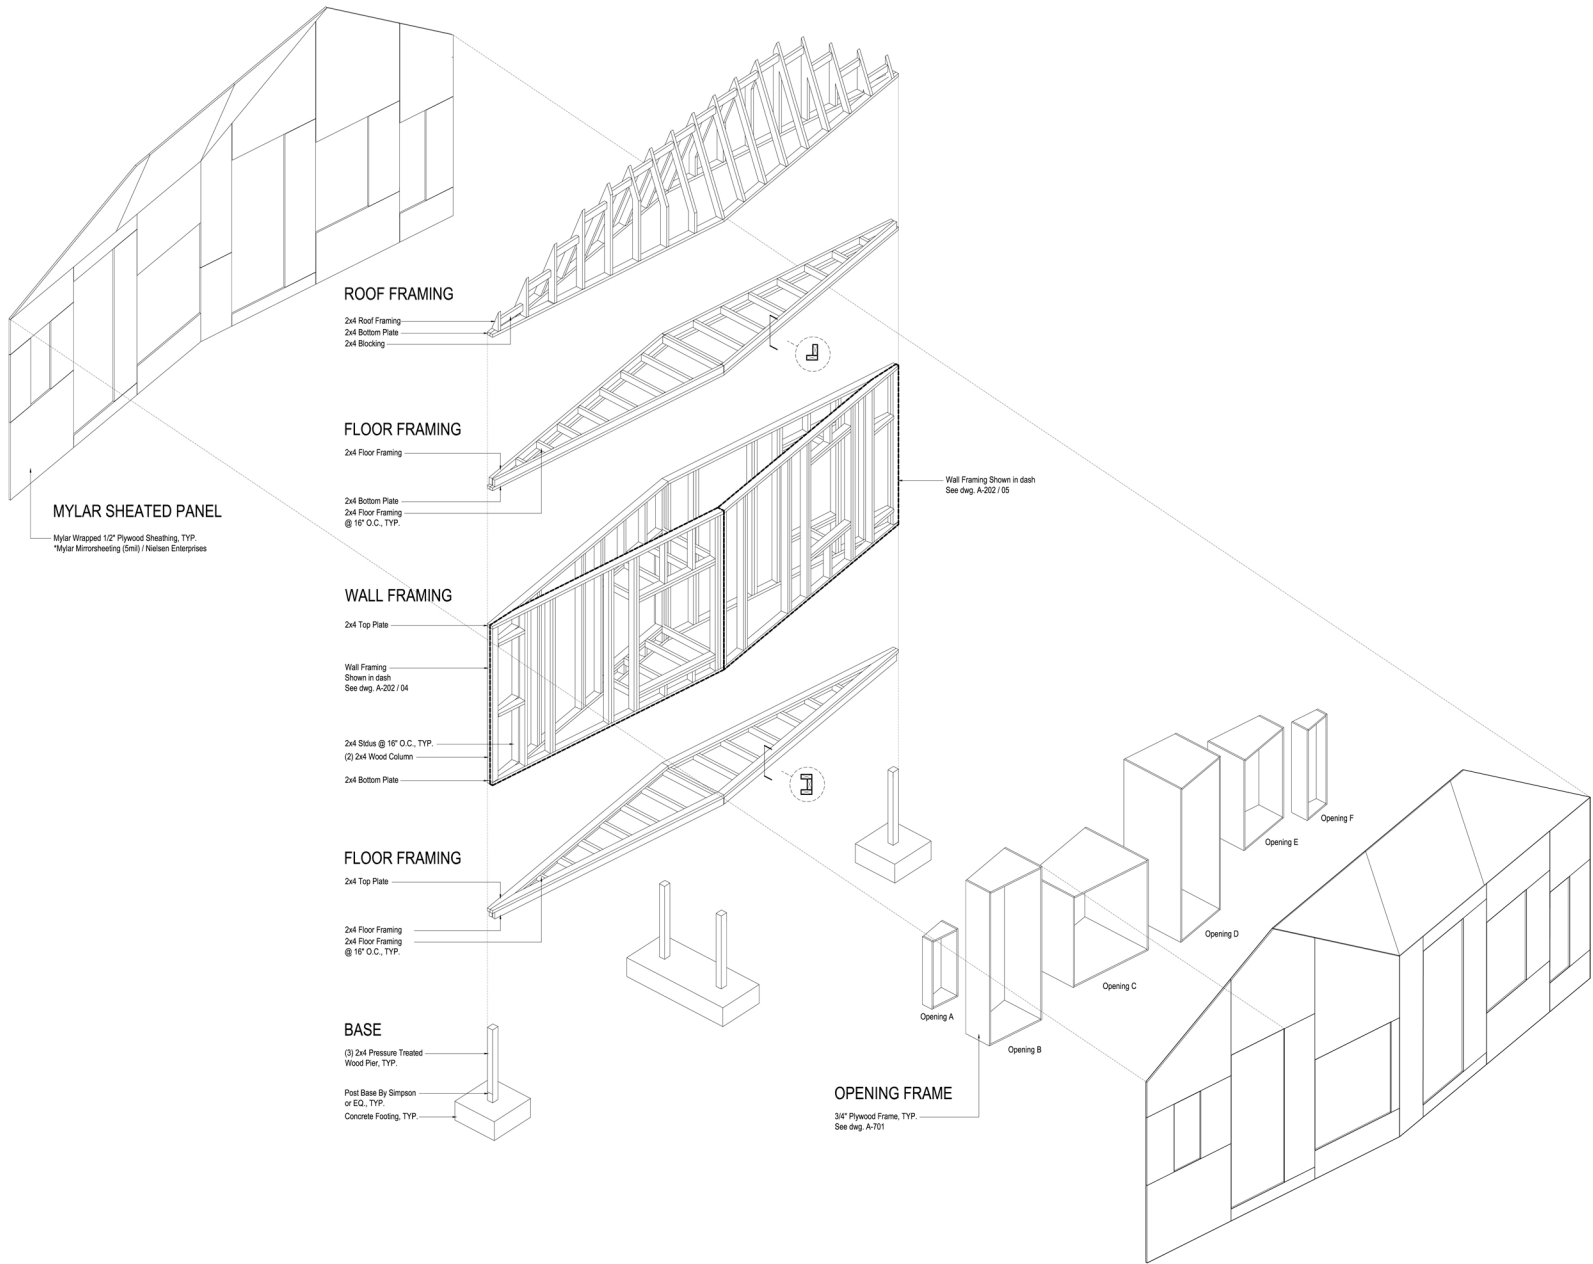 ROOF FRAMING
2x4 Roof Framing
2x4 Bottom Plate
2x4 Blocking
FLOOR FRAMING
2x4 Floor Framing
2x4 Bottom Plate
2x4 Floor Framing
@ 16" O.C., TYP.
MYLAR SHEATED PANEL
Mylar Wrapped 1/2" Plywood Sheathing, TYP.
*Mylar Mirrorsheeting (5mil) / Nielsen Enterprises
Wall Framing Shown in dash
See dwg. A-202 / 05
WALL FRAMING
2x4 Top Plate
Wall Framing
Shown in dash
See dwg. A-202 / 04
2x4 Stdus @ 16" O.C., TYP.
(2) 2x4 Wood Column
2x4 Bottom Plate
FLOOR FRAMING
2x4 Top Plate
2x4 Floor Framing
2x4 Floor Framing
@ 16" O.C., TYP.
BASE
(3) 2x4 Pressure Treated
Wood Pier, TYP.
Post Base By Simpson
or EQ., TYP.
Concrete Footing, TYP.
Opening A
Opening B
Opening C
Opening D
Opening E
Opening F
OPENING FRAME
3/4" Plywood Frame, TYP.
See dwg. A-701